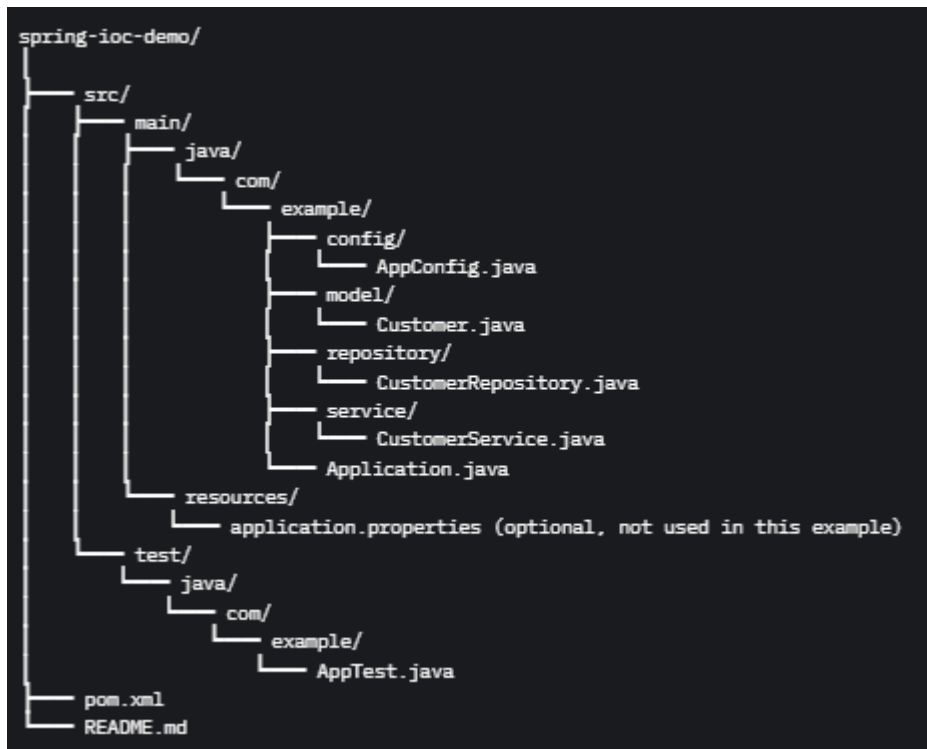 spring-ioc-demo/
src/
main/
java/
com/
example/
config/
AppConfig.java
model/
Customer.java
repository/
CustomerRepository.java
service/
CustomerService.java
Application.java
resources/
application.properties (optional, not used in this example)
test/
java/
com/
example/
AppTest.java
pom.xml
README.md